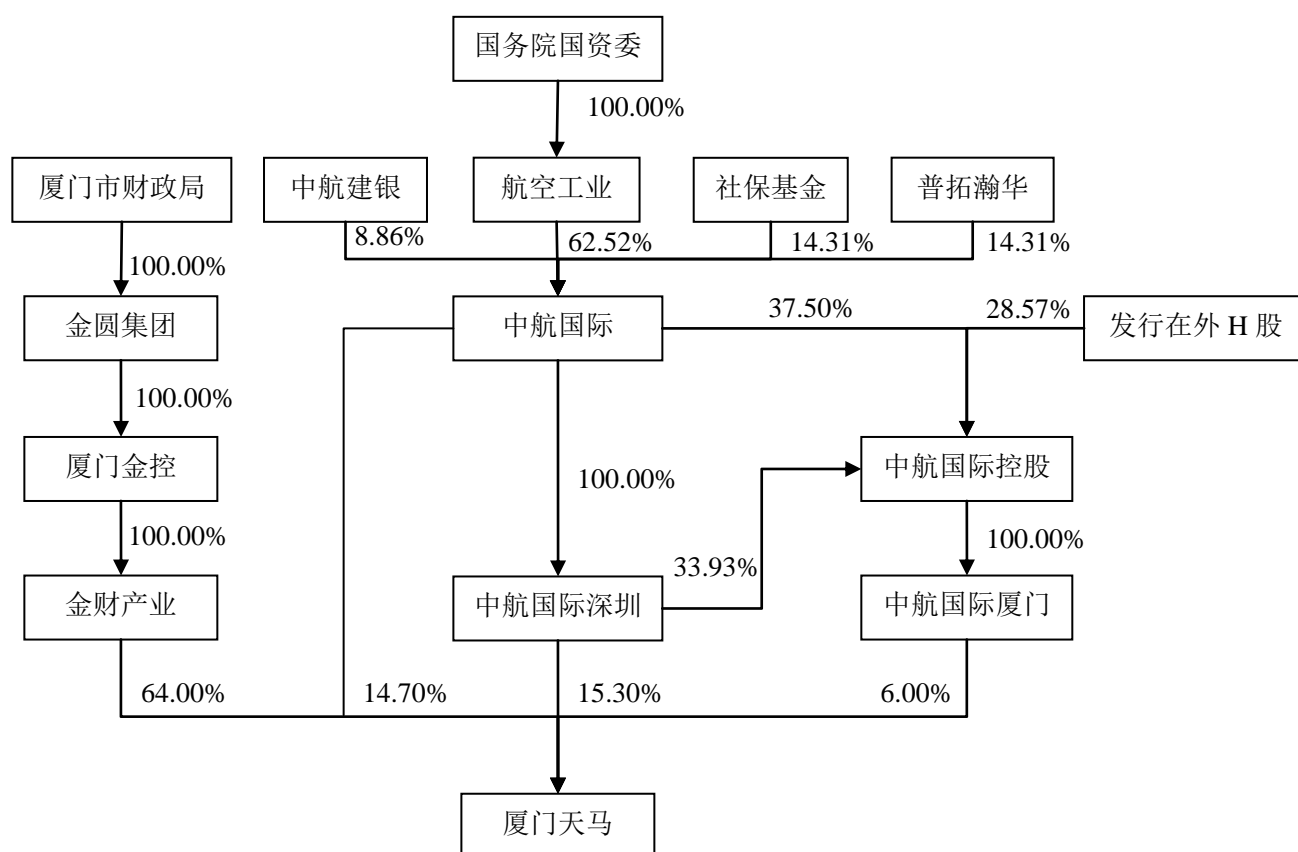 国务院国资委
100.00%
厦门市财政局
中航建银
航空工业
社保基金
普拓瀚华
8.86%
62.52%
14.31%
14.31%
100.00%
金圆集团
中航国际
37.50%
28.57%
发行在外 H 股
100.00%
厦门金控
100.00%
中航国际控股
100.00%
33.93%
100.00%
金财产业
中航国际深圳
中航国际厦门
64.00%
14.70%
15.30%
6.00%
厦门天马